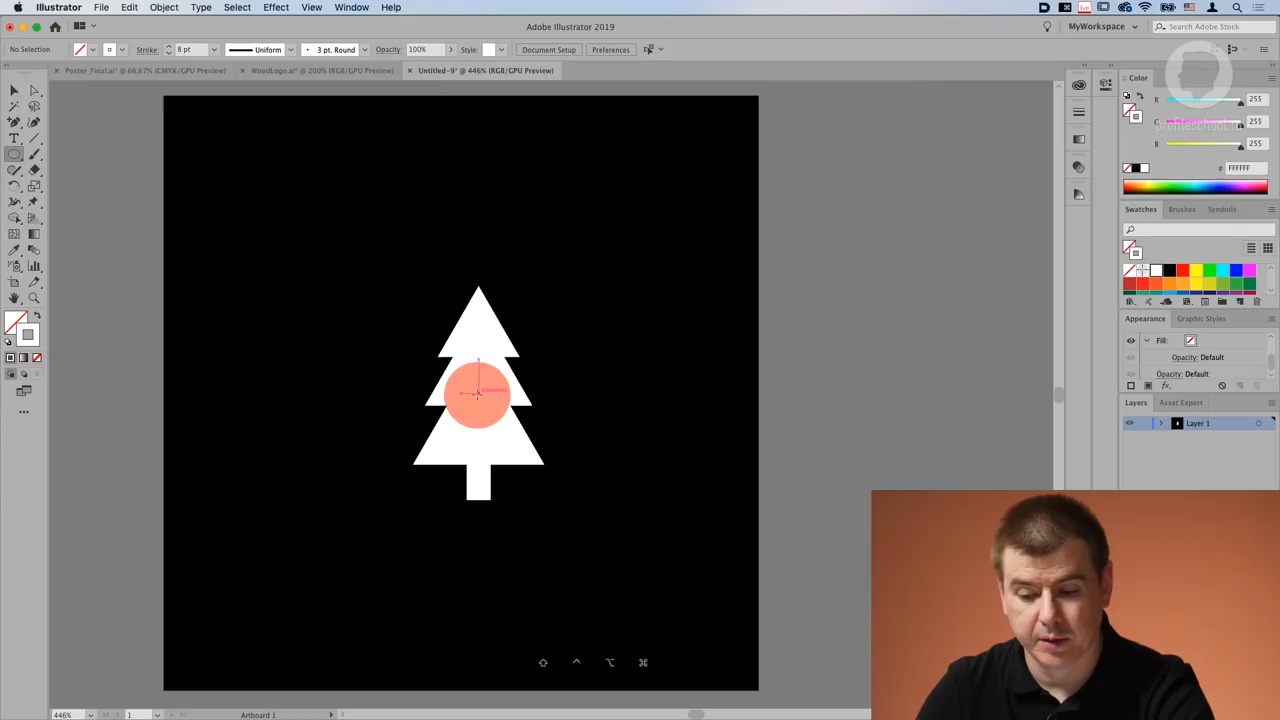 Illustrator File Edit Object Type Select Effect View Window Help
Adobe Illustrator 2019
MyWorkspace
Search Adobe Stock
No Selection
Stroke: 8 pt
Uniform
3 pt. Round
Opacity: 100%
Style:
Document Setup
Preferences
× Poster_Final.ai* @ 66,67% (CMYK/GPU Preview)
× WoodLogo.ai* @ 200% (RGB/GPU Preview)
× Untitled-9* @ 446% (RGB/GPU Preview)
Color
R 255
G 255
B 255
# FFFFFF
Swatches Brushes Symbols
Appearance Graphic Styles
Fill:
Opacity: Default
Opacity: Default
Layers Asset Export
Layer 1
⇧ ^ ⌥ ⌘
446%
1
Artboard 1